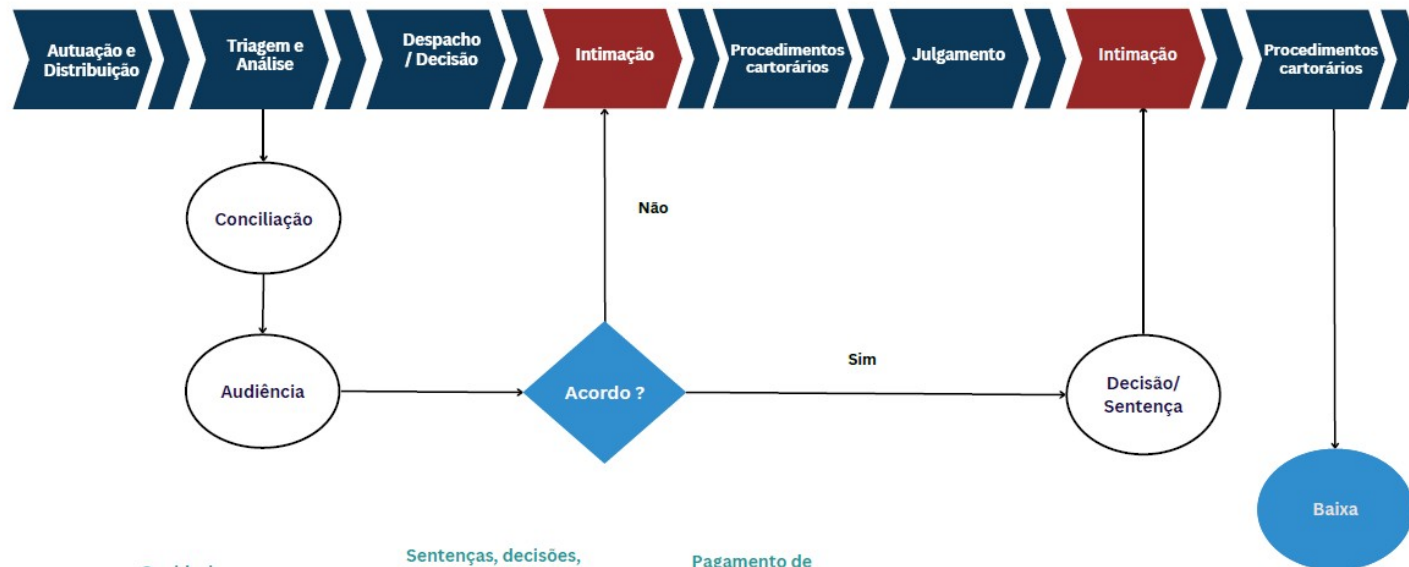 Autuação e
Distribuição
Triagem e
Análise
Despacho
/ Decisão
Intimação
Procedimentos
cartorários
Julgamento
Intimação
Procedimentos
cartorários
Conciliação
Não
Audiência
Acordo ?
Sim
Decisão/
Sentença
Baixa
Sentenças, decisões,
Pagamento de